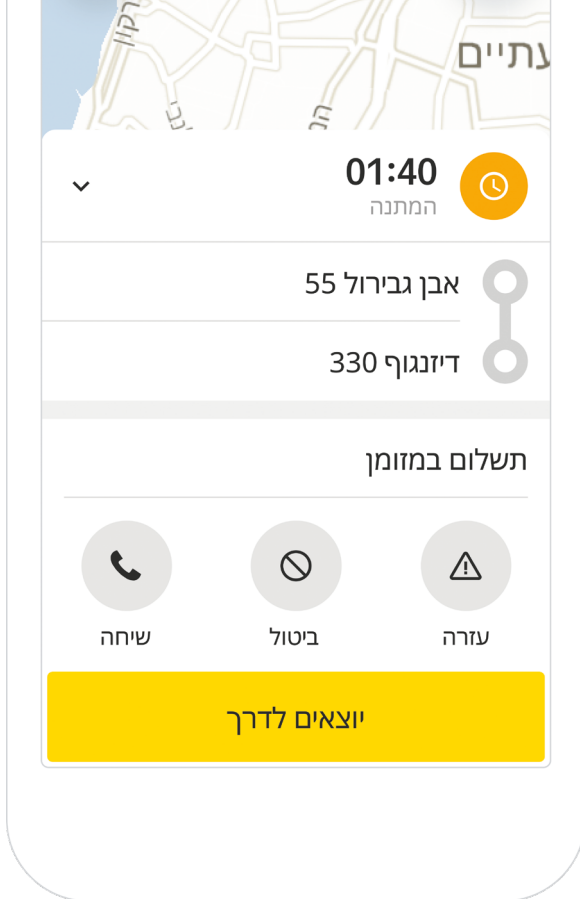 עתיים
01:40
המתנה
אבן גבירול 55
דיזנגוף 330
תשלום במזומן
עזרה
ביטול
שיחה
יוצאים לדרך